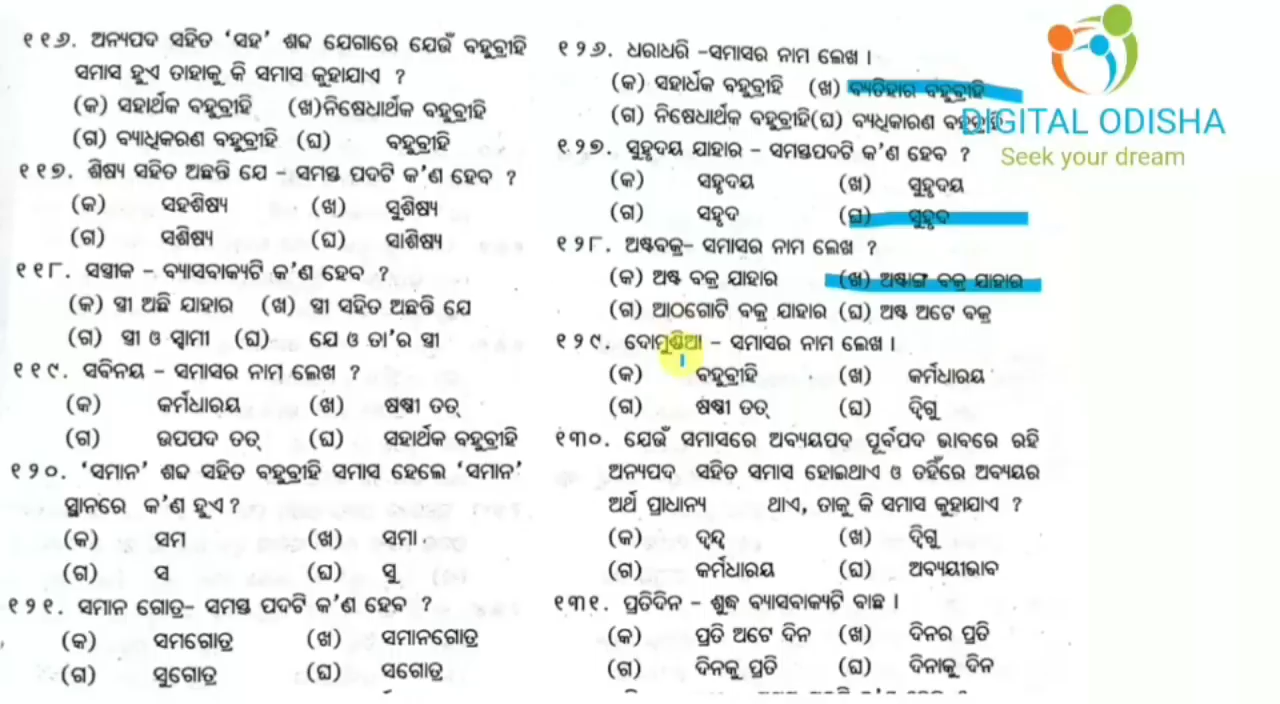 ୧୧୬. ଅନ୍ୟପଦ ସହିତ ‘ସହ’ ଶବ୍ଦ ଯୋଗରେ ଯେଉଁ ବହୁବ୍ରୀହି
ସମାସ ହୁଏ ତାହାକୁ କି ସମାସ କୁହାଯାଏ ?
(କ) ସହାର୍ଥକ ବହୁବ୍ରୀହି (ଖ)ନିଷେଧାର୍ଥକ ବହୁବ୍ରୀହି
(ଗ) ବ୍ୟାଧିକରଣ ବହୁବ୍ରୀହି (ଘ) ବହୁବ୍ରୀହି
୧୧୭. ଶିଷ୍ୟ ସହିତ ଅଛନ୍ତି ଯେ – ସମସ୍ତ ପଦଟି କ’ଣ ହେବ ?
(କ) ସହଶିଷ୍ୟ (ଖ) ସୁଶିଷ୍ୟ
(ଗ) ସଶିଷ୍ୟ (ଘ) ସାଶିଷ୍ୟ
୧୧୮. ସସ୍ତ୍ରୀକ – ବ୍ୟାସବାକ୍ୟଟି କ’ଣ ହେବ ?
(କ) ସ୍ତ୍ରୀ ଅଛି ଯାହାର (ଖ) ସ୍ତ୍ରୀ ସହିତ ଅଛନ୍ତି ଯେ
(ଗ) ସ୍ତ୍ରୀ ଓ ସ୍ୱାମୀ (ଘ) ଯେ ଓ ତା’ର ସ୍ତ୍ରୀ
୧୧୯. ସବିନୟ – ସମାସର ନାମ ଲେଖ ?
(କ) କର୍ମଧାରୟ (ଖ) ଷଷ୍ଠୀ ତତ୍
(ଗ) ଉପପଦ ତତ୍ (ଘ) ସହାର୍ଥକ ବହୁବ୍ରୀହି
୧୨୦. ‘ସମାନ’ ଶବ୍ଦ ସହିତ ବହୁବ୍ରୀହି ସମାସ ହେଲେ ‘ସମାନ’
ସ୍ଥାନରେ କ’ଣ ହୁଏ ?
(କ) ସମ (ଖ) ସମା
(ଗ) ସ (ଘ) ସୁ
୧୨୧. ସମାନ ଗୋତ୍ର– ସମସ୍ତ ପଦଟି କ’ଣ ହେବ ?
(କ) ସମଗୋତ୍ର (ଖ) ସମାନଗୋତ୍ର
(ଗ) ସୁଗୋତ୍ର (ଘ) ସଗୋତ୍ର
୧୨୬. ଧରାଧରି –ସମାସର ନାମ ଲେଖ ।
(କ) ସହାର୍ଧକ ବହୁବ୍ରୀହି (ଖ) ବ୍ୟତିହାର ବହୁବ୍ରୀହି
(ଗ) ନିଷେଧାର୍ଥକ ବହୁବ୍ରୀହି(ଘ) ବ୍ୟଧିକାରଣ ବହୁବ୍ରୀହି
୧୨୭. ସୁହୃଦୟ ଯାହାର – ସମସ୍ତପଦଟି କ’ଣ ହେବ ?
(କ) ସହୃଦୟ (ଖ) ସୁହୃଦୟ
(ଗ) ସହୃଦ (ଘ) ସୁହୃଦ
୧୨୮. ଅଷ୍ଟବକ୍ର– ସମାସର ନାମ ଲେଖ ?
(କ) ଅଷ୍ଟ ବକ୍ର ଯାହାର (ଖ) ଅଷ୍ଟାଙ୍ଗ ବକ୍ର ଯାହାର
(ଗ) ଆଠଗୋଟି ବକ୍ର ଯାହାର (ଘ) ଅଷ୍ଟ ଅଟେ ବକ୍ର
୧୨୯. ଦୋମୁଣ୍ଡିଆ – ସମାସର ନାମ ଲେଖ ।
(କ) ବହୁବ୍ରୀହି (ଖ) କର୍ମଧାରୟ
(ଗ) ଷଷ୍ଠୀ ତତ୍ (ଘ) ଦ୍ୱିଗୁ
୧୩୦. ଯେଉଁ ସମାସରେ ଅବ୍ୟୟପଦ ପୂର୍ବପଦ ଭାବରେ ରହି
ଅନ୍ୟପଦ ସହିତ ସମାସ ହୋଇଥାଏ ଓ ତହିଁରେ ଅବ୍ୟୟର
ଅର୍ଥ ପ୍ରାଧାନ୍ୟ ଥାଏ, ତାକୁ କି ସମାସ କୁହାଯାଏ ?
(କ) ଦ୍ୱନ୍ଦ୍ୱ (ଖ) ଦ୍ୱିଗୁ
(ଗ) କର୍ମଧାରୟ (ଘ) ଅବ୍ୟୟୀଭାବ
୧୩୧. ପ୍ରତିଦିନ – ଶୁଦ୍ଧ ବ୍ୟାସବାକ୍ୟଟି ବାଛ ।
(କ) ପ୍ରତି ଅଟେ ଦିନ (ଖ) ଦିନର ପ୍ରତି
(ଗ) ଦିନକୁ ପ୍ରତି (ଘ) ଦିନାକୁ ଦିନ
DIGITAL ODISHA
Seek your dream